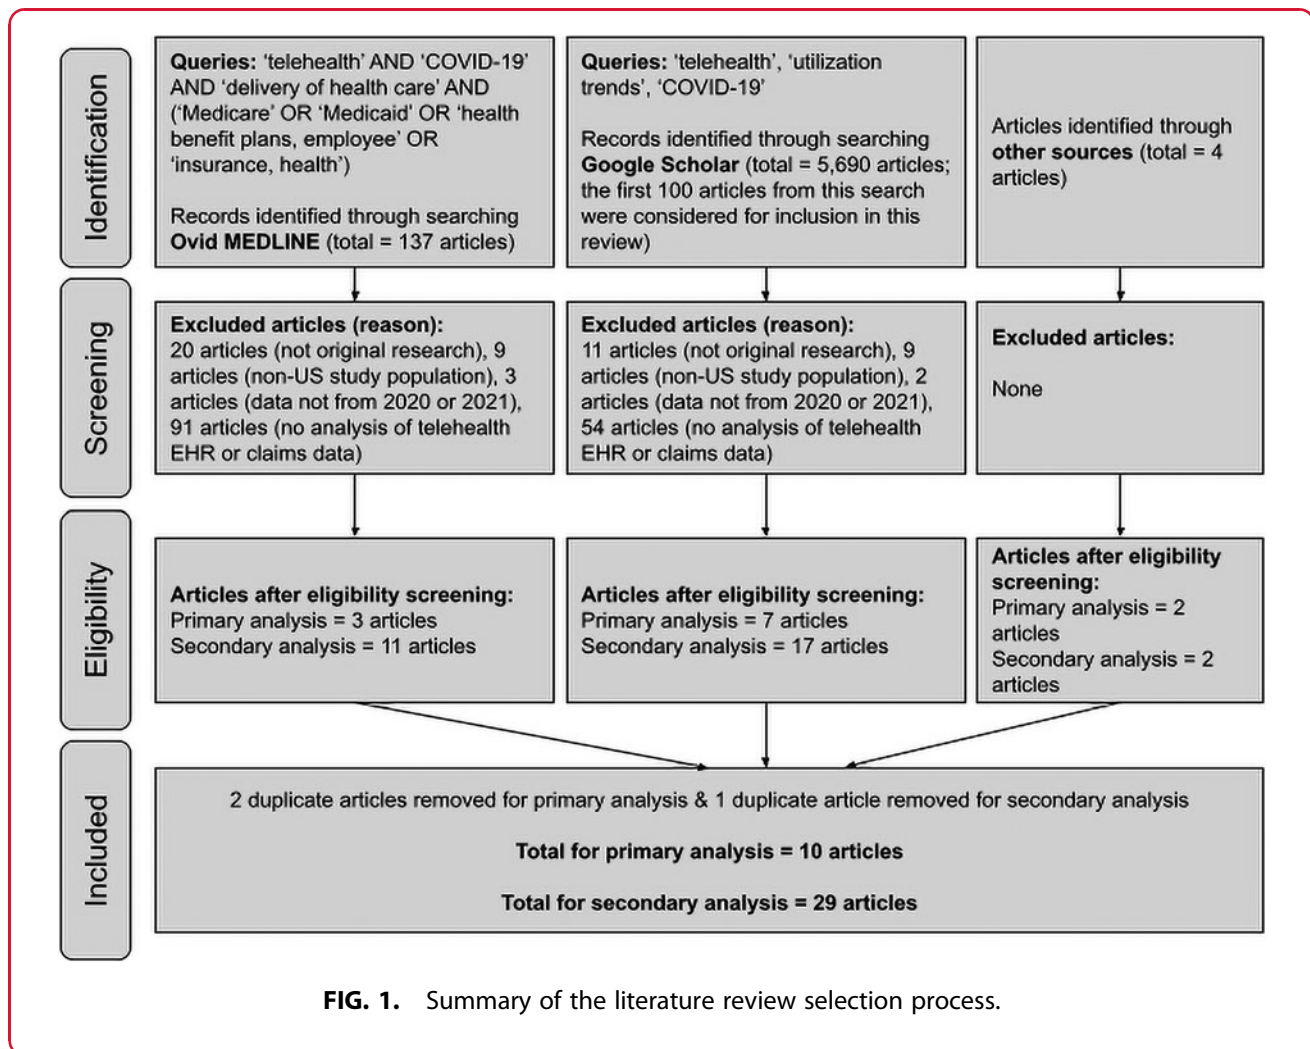 Identification
Queries: ‘telehealth’ AND ‘COVID-19’
AND ‘delivery of health care’ AND
(‘Medicare’ OR ‘Medicaid’ OR ‘health
benefit plans, employee’ OR
‘insurance, health’)
Records identified through searching
Ovid MEDLINE (total = 137 articles)
Queries: ‘telehealth’, ‘utilization
trends’, ‘COVID-19’
Records identified through searching
Google Scholar (total = 5,690 articles;
the first 100 articles from this search
were considered for inclusion in this
review)
Articles identified through
other sources (total = 4
articles)
Screening
Excluded articles (reason):
20 articles (not original research), 9
articles (non-US study population), 3
articles (data not from 2020 or 2021),
91 articles (no analysis of telehealth
EHR or claims data)
Excluded articles (reason):
11 articles (not original research), 9
articles (non-US study population), 2
articles (data not from 2020 or 2021),
54 articles (no analysis of telehealth
EHR or claims data)
Excluded articles:
None
Eligibility
Articles after eligibility screening:
Primary analysis = 3 articles
Secondary analysis = 11 articles
Articles after eligibility screening:
Primary analysis = 7 articles
Secondary analysis = 17 articles
Articles after eligibility
screening:
Primary analysis = 2
articles
Secondary analysis = 2
articles
Included
2 duplicate articles removed for primary analysis & 1 duplicate article removed for secondary analysis
Total for primary analysis = 10 articles
Total for secondary analysis = 29 articles
FIG. 1. Summary of the literature review selection process.